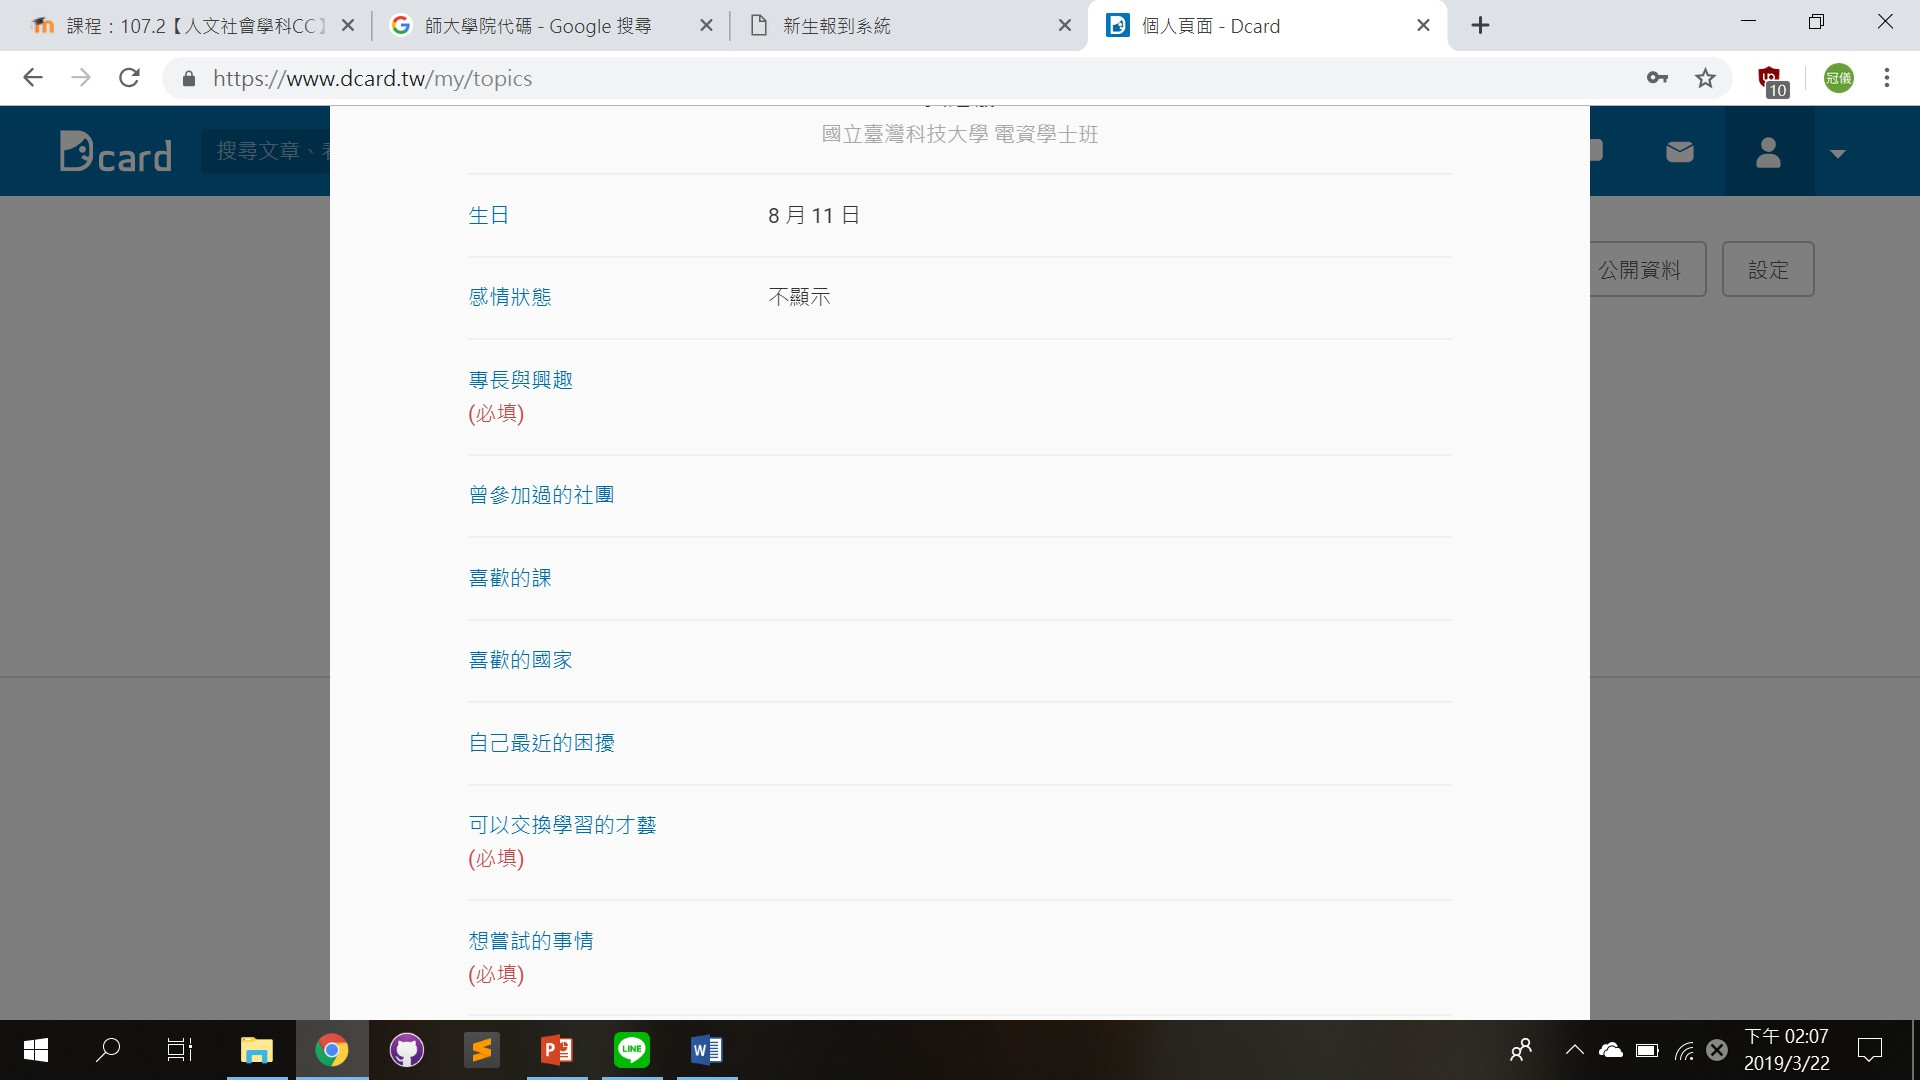 課程：107.2【人文社會學科CC】
師大學院代碼 - Google 搜尋
新生報到系統
個人頁面 - Dcard
https://www.dcard.tw/my/topics
10
冠儀
Dcard
搜尋文章、
國立臺灣科技大學 電資學士班
生日
8 月 11 日
公開資料
設定
感情狀態
不顯示
專長與興趣
(必填)
曾參加過的社團
喜歡的課
喜歡的國家
自己最近的困擾
可以交換學習的才藝
(必填)
想嘗試的事情
(必填)
LINE
下午 02:07
2019/3/22